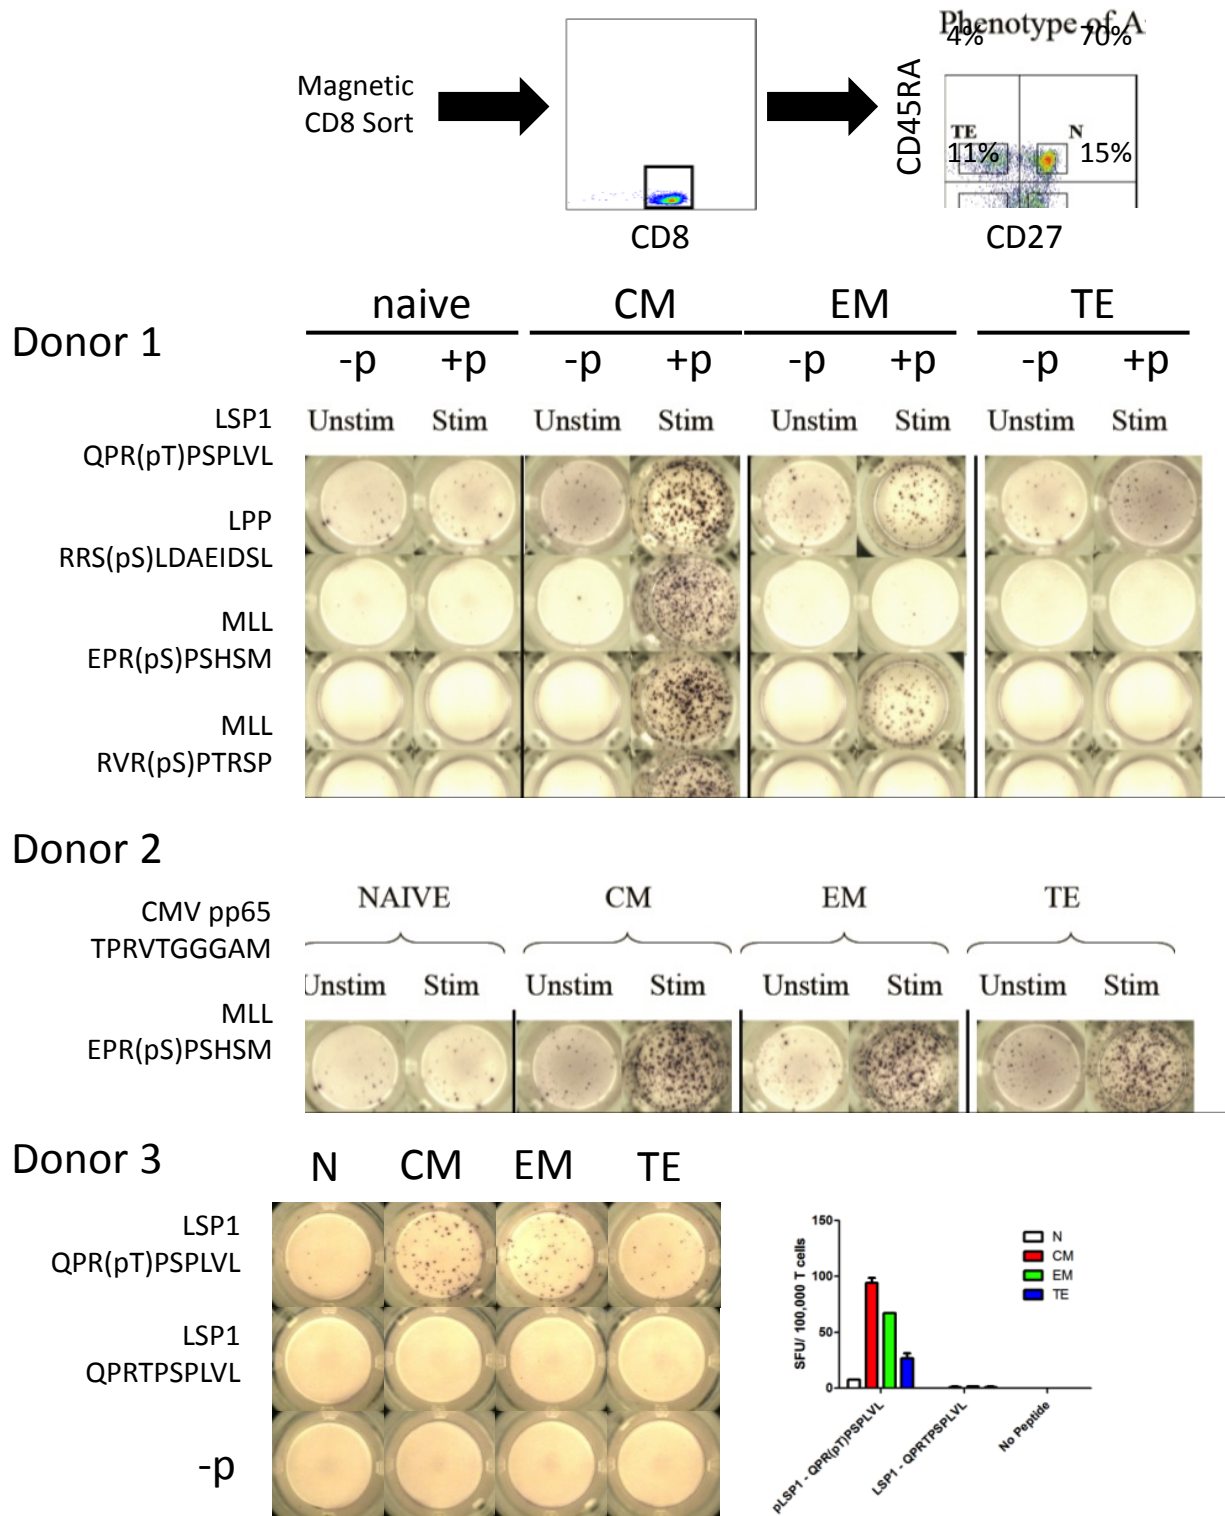 Phenotype of A
4% 70%
Magnetic
CD8 Sort
CD45RA
TE N
11% 15%
CD8
CD27
Donor 1
naive CM EM TE
-p +p -p +p -p +p -p +p
Unstim Stim Unstim Stim Unstim Stim Unstim Stim
LSP1
QPR(pT)PSPLVL
LPP
RRS(pS)LDAEIDSL
MLL
EPR(pS)PSHSM
MLL
RVR(pS)PTRSP
Donor 2
NAIVE CM EM TE
CMV pp65
TPRVTGGGAM
Unstim Stim Unstim Stim Unstim Stim Unstim Stim
MLL
EPR(pS)PSHSM
Donor 3
N CM EM TE
LSP1
QPR(pT)PSPLVL
LSP1
QPRTPSPLVL
-p
SFU/ 100,000 T cells
150
100
50
0
N
CM
EM
TE
pLSP1 - QPR(pT)PSPLVL
LSP1 - QPRTPSPLVL
No Peptide